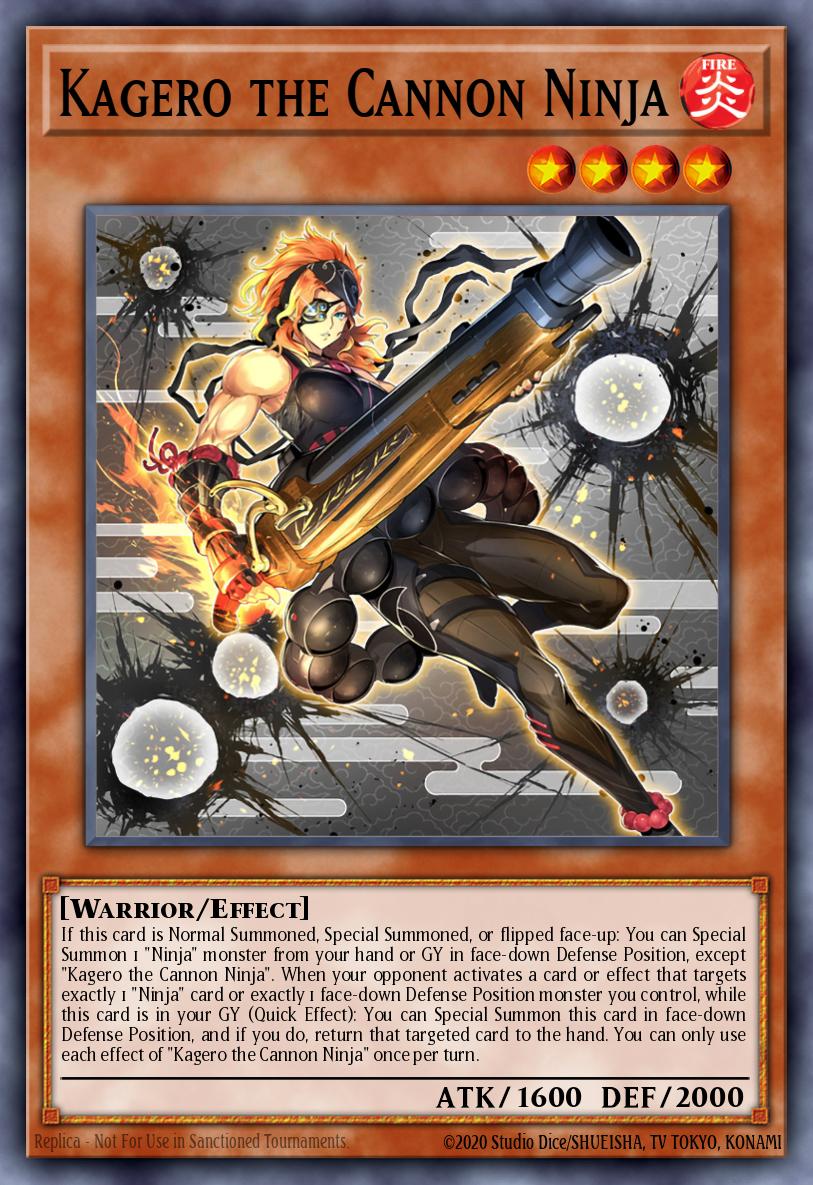 Kagero the Cannon Ninja
FIRE
炎
[Warrior/Effect]
If this card is Normal Summoned, Special Summoned, or flipped face-up: You can Special
Summon 1 "Ninja" monster from your hand or GY in face-down Defense Position, except
"Kagero the Cannon Ninja". When your opponent activates a card or effect that targets
exactly 1 "Ninja" card or exactly 1 face-down Defense Position monster you control, while
this card is in your GY (Quick Effect): You can Special Summon this card in face-down
Defense Position, and if you do, return that targeted card to the hand. You can only use
each effect of "Kagero the Cannon Ninja" once per turn.
ATK/1600 DEF/2000
Replica - Not For Use in Sanctioned Tournaments.
©2020 Studio Dice/SHUEISHA, TV TOKYO, KONAMI